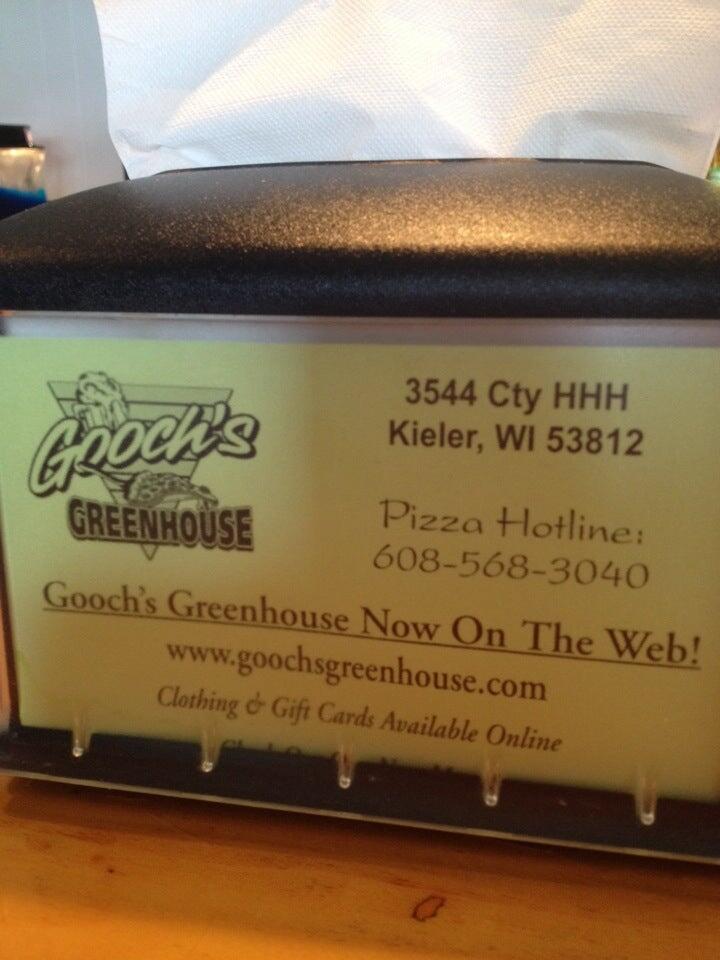 Gooch's
GREENHOUSE
3544 Cty HHH
Kieler, WI 53812
Pizza Hotline:
608-568-3040
Gooch's Greenhouse Now On The Web!
www.goochsgreenhouse.com
Clothing & Gift Cards Available Online